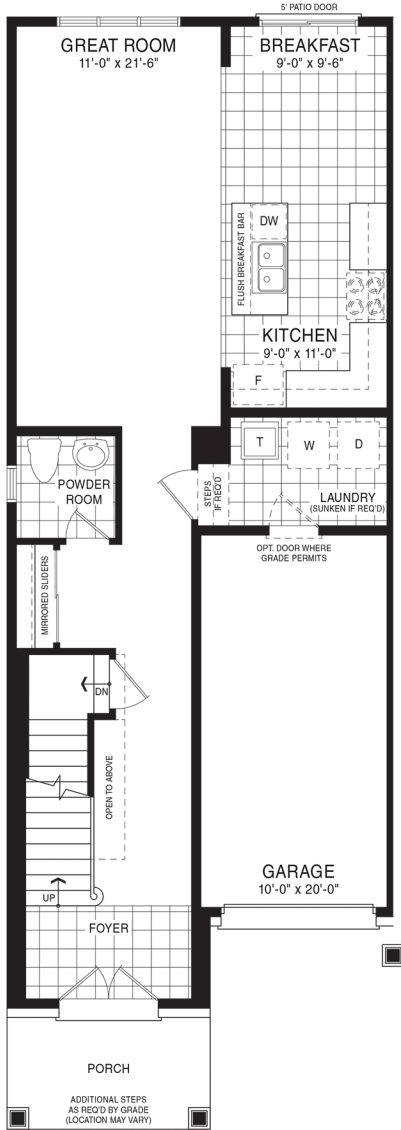 5' PATIO DOOR
GREAT ROOM
11'-0" x 21'-6"
BREAKFAST
9'-0" x 9'-6"
DW
FLUSH BREAKFAST BAR
KITCHEN
9'-0" x 11'-0"
F
T
W
D
STEPS
IF REQ'D
LAUNDRY
(SUNKEN IF REQ'D)
POWDER
ROOM
OPT. DOOR WHERE
GRADE PERMITS
MIRRORED SLIDERS
DN
OPEN TO ABOVE
GARAGE
10'-0" x 20'-0"
UP
FOYER
PORCH
ADDITIONAL STEPS
AS REQ'D BY GRADE
(LOCATION MAY VARY)